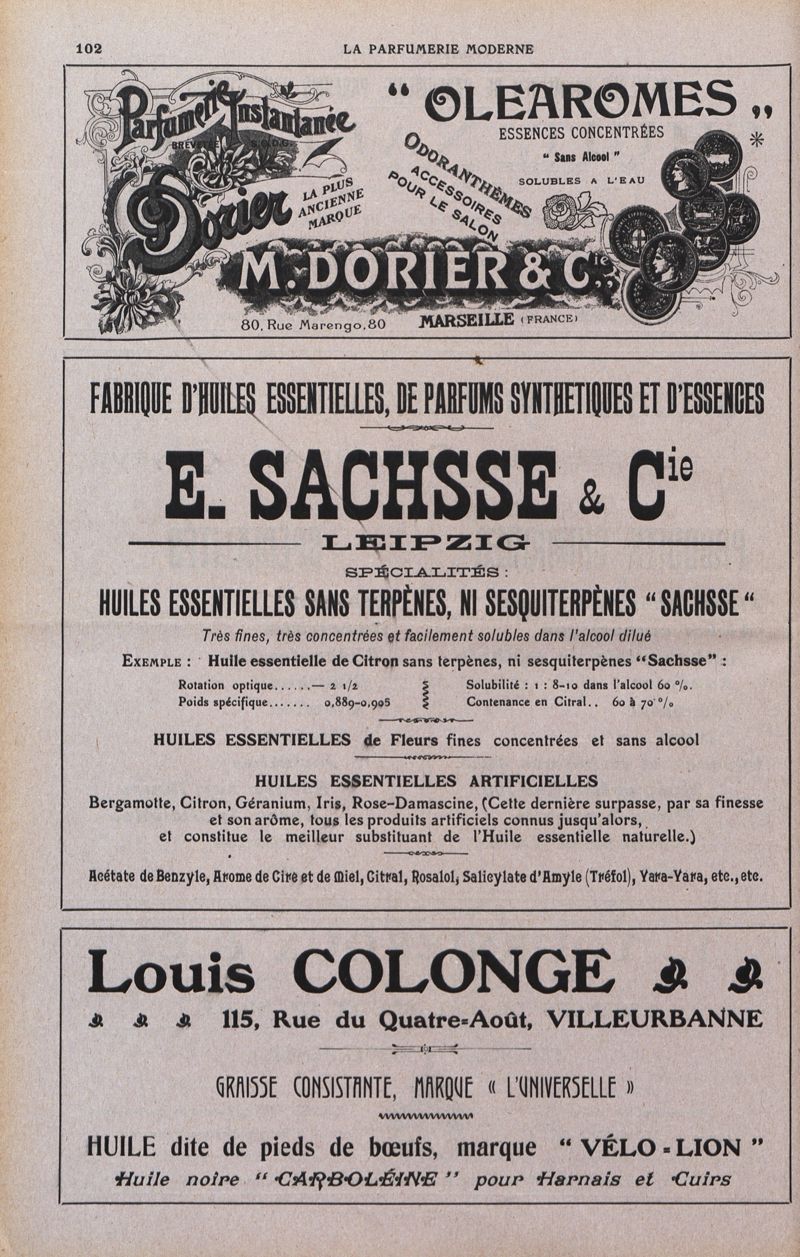 102
LA PARFUMERIE MODERNE
Parfumerie Instantanée
BREVETÉE S.G.D.G.
Dorier
LA PLUS
ANCIENNE
MARQUE
“ OLEAROMES „
ESSENCES CONCENTRÉES
“ Sans Alcool ”
SOLUBLES A L'EAU
ODORANTHÈMES
ACCESSOIRES
POUR LE SALON
M. DORIER & Cie.
80, Rue Marengo, 80 MARSEILLE (FRANCE)
FABRIQUE D'HUILES ESSENTIELLES, DE PARFUMS SYNTHETIQUES ET D'ESSENCES
E. SACHSSE & Cie
LEIPZIG
SPÉCIALITÉS :
HUILES ESSENTIELLES SANS TERPÈNES, NI SESQUITERPÈNES “ SACHSSE “
Très fines, très concentrées et facilement solubles dans l'alcool dilué
EXEMPLE : Huile essentielle de Citron sans terpènes, ni sesquiterpènes “Sachsse” :
Rotation optique......— 2 1/2 Solubilité : 1 : 8-10 dans l'alcool 60 %.
Poids spécifique....... 0,889-0,905 Contenance en Citral.. 60 à 70 %
HUILES ESSENTIELLES de Fleurs fines concentrées et sans alcool
HUILES ESSENTIELLES ARTIFICIELLES
Bergamotte, Citron, Géranium, Iris, Rose-Damascine, (Cette dernière surpasse, par sa finesse
et son arôme, tous les produits artificiels connus jusqu'alors,
et constitue le meilleur substituant de l'Huile essentielle naturelle.)
Acétate de Benzyle, Arome de Cire et de Miel, Citral, Rosalol, Salicylate d'Amyle (Tréfol), Yara-Yara, etc., etc.
Louis COLONGE
115, Rue du Quatre-Août, VILLEURBANNE
GRAISSE CONSISTANTE, MARQUE « L'UNIVERSELLE »
HUILE dite de pieds de bœufs, marque “ VÉLO-LION ”
Huile noire “ CARBOLÉINE ” pour Harnais et Cuirs